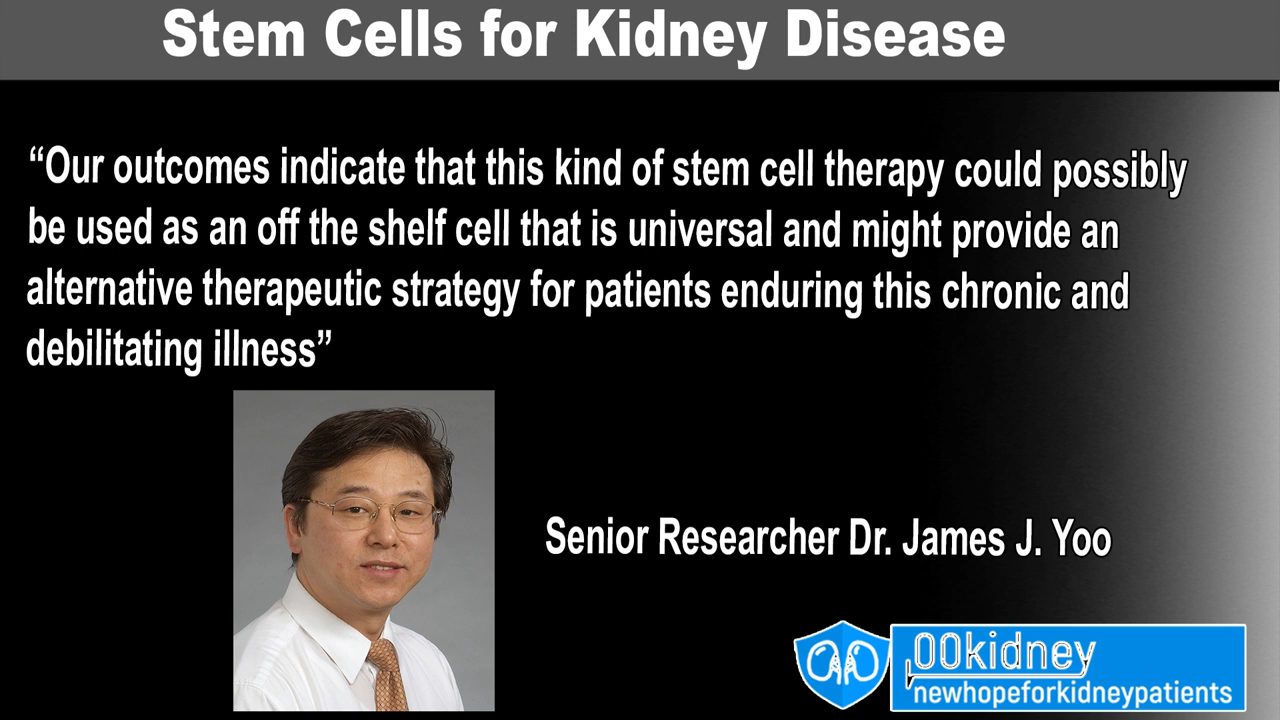 Stem Cells for Kidney Disease
“Our outcomes indicate that this kind of stem cell therapy could possibly
be used as an off the shelf cell that is universal and might provide an
alternative therapeutic strategy for patients enduring this chronic and
debilitating illness”
Senior Researcher Dr. James J. Yoo
00kidney
newhopeforkidneypatients